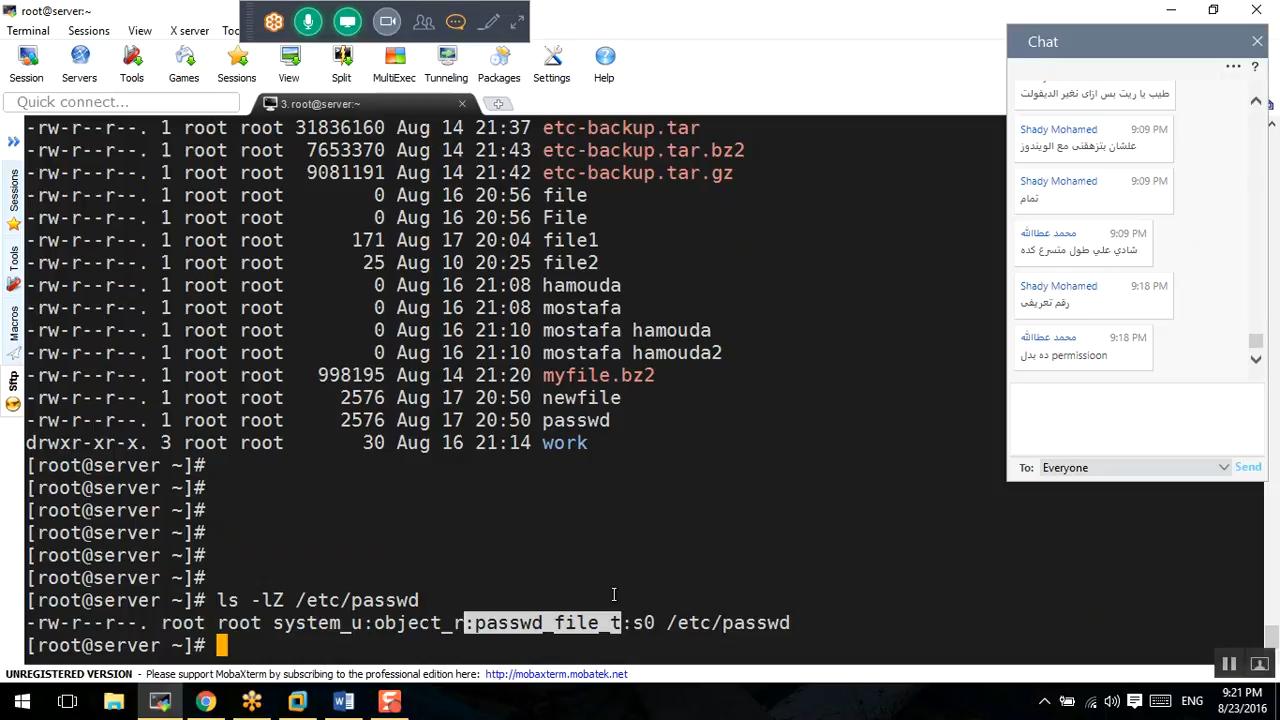 root@server:~
Terminal Sessions View X server Too
Session Servers Tools Games Sessions View Split MultiExec Tunneling Packages Settings Help
Quick connect...
3. root@server:~
Sessions
Tools
Macros
Sftp
-rw-r--r--. 1 root root 31836160 Aug 14 21:37 etc-backup.tar
-rw-r--r--. 1 root root 7653370 Aug 14 21:43 etc-backup.tar.bz2
-rw-r--r--. 1 root root 9081191 Aug 14 21:42 etc-backup.tar.gz
-rw-r--r--. 1 root root 0 Aug 16 20:56 file
-rw-r--r--. 1 root root 0 Aug 16 20:56 File
-rw-r--r--. 1 root root 171 Aug 17 20:04 file1
-rw-r--r--. 1 root root 25 Aug 10 20:25 file2
-rw-r--r--. 1 root root 0 Aug 16 21:08 hamouda
-rw-r--r--. 1 root root 0 Aug 16 21:08 mostafa
-rw-r--r--. 1 root root 0 Aug 16 21:10 mostafa hamouda
-rw-r--r--. 1 root root 0 Aug 16 21:10 mostafa hamouda2
-rw-r--r--. 1 root root 998195 Aug 14 21:20 myfile.bz2
-rw-r--r--. 1 root root 2576 Aug 17 20:50 newfile
-rw-r--r--. 1 root root 2576 Aug 17 20:50 passwd
drwxr-xr-x. 3 root root 30 Aug 16 21:14 work
[root@server ~]#
[root@server ~]#
[root@server ~]#
[root@server ~]#
[root@server ~]#
[root@server ~]#
[root@server ~]# ls -lZ /etc/passwd
-rw-r--r--. root root system_u:object_r:passwd_file_t:s0 /etc/passwd
[root@server ~]#
Chat
طيب يا ريت بس ازاى نغير الديفولت
Shady Mohamed 9:09 PM
علشان بتزهقنى مع الويندوز
Shady Mohamed 9:09 PM
تمام
محمد عطاالله 9:09 PM
شادي علي طول متسرع كده
Shady Mohamed 9:18 PM
رقم تعريفى
محمد عطاالله 9:18 PM
ده بدل permissioon
To: Everyone Send
UNREGISTERED VERSION - Please support MobaXterm by subscribing to the professional edition here: http://mobaxterm.mobatek.net
ENG
9:21 PM
8/23/2016